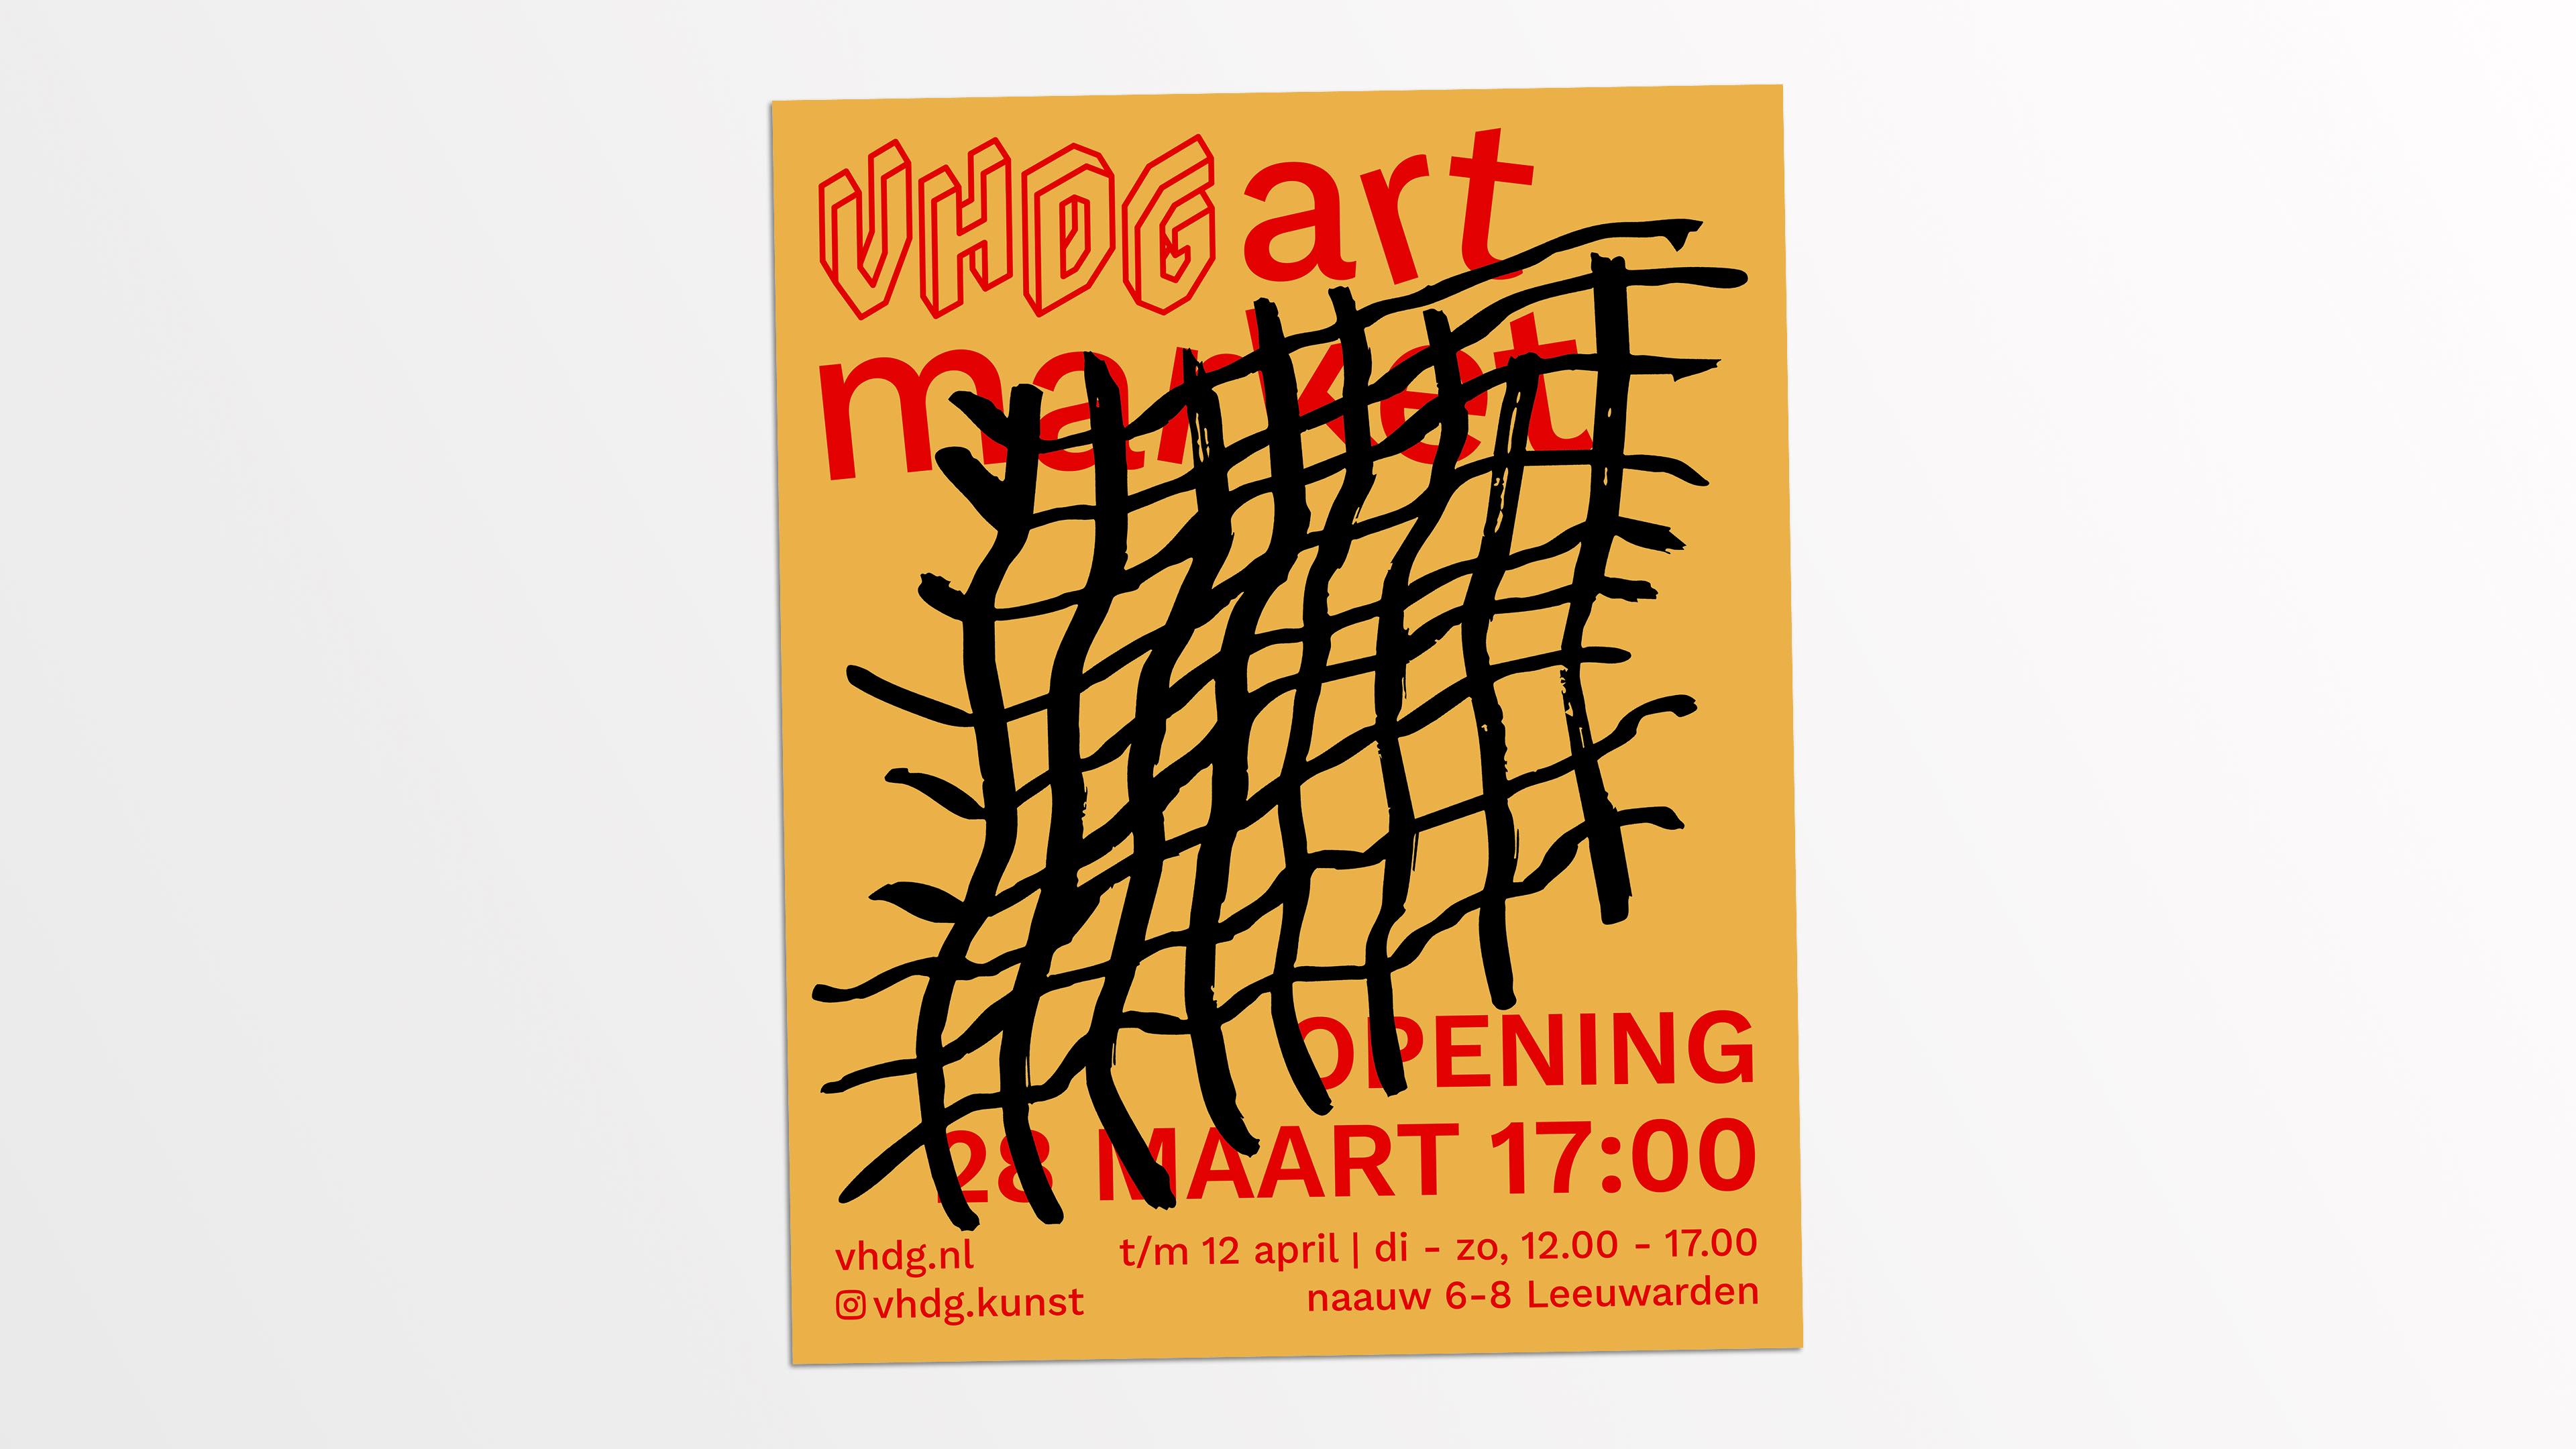 VHDG art
market
OPENING
28 MAART 17:00
vhdg.nl
vhdg.kunst
t/m 12 april | di - zo, 12.00 - 17.00
naauw 6-8 Leeuwarden